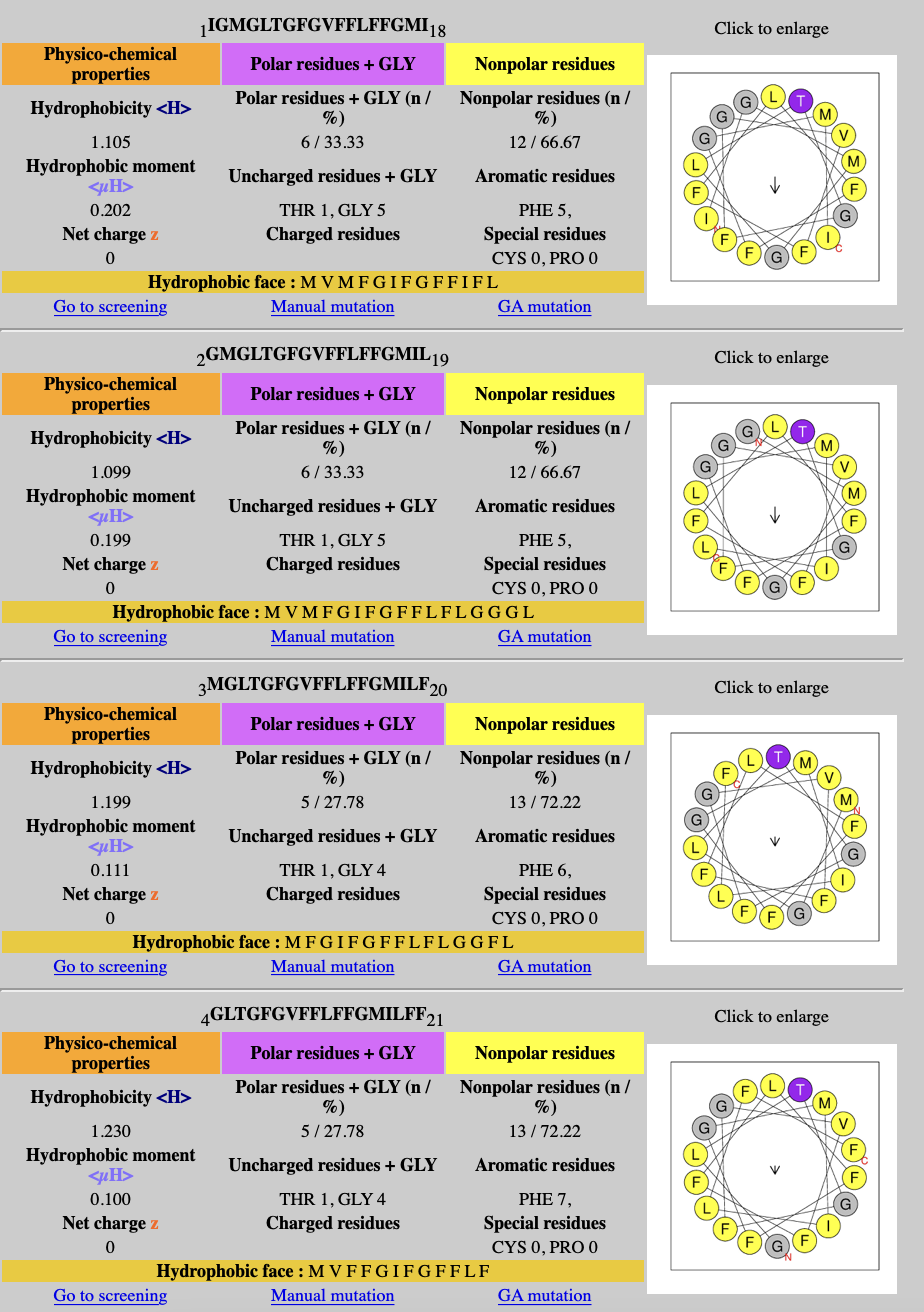 1IGMGLTGFGVFFLFFGMI18
Click to enlarge
Physico-chemical properties
Polar residues + GLY
Nonpolar residues
Hydrophobicity <H>
Polar residues + GLY (n / %)
Nonpolar residues (n / %)
1.105
6 / 33.33
12 / 66.67
Hydrophobic moment <μH>
Uncharged residues + GLY
Aromatic residues
0.202
THR 1, GLY 5
PHE 5,
Net charge z
Charged residues
Special residues
0
CYS 0, PRO 0
Hydrophobic face : M V M F G I F G F F I F L
Go to screening
Manual mutation
GA mutation
L T M V M F G I C F G F F N I F L G G G
2GMGLTGFGVFFLFFGMIL19
Click to enlarge
Physico-chemical properties
Polar residues + GLY
Nonpolar residues
Hydrophobicity <H>
Polar residues + GLY (n / %)
Nonpolar residues (n / %)
1.099
6 / 33.33
12 / 66.67
Hydrophobic moment <μH>
Uncharged residues + GLY
Aromatic residues
0.199
THR 1, GLY 5
PHE 5,
Net charge z
Charged residues
Special residues
0
CYS 0, PRO 0
Hydrophobic face : M V M F G I F G F F L F L G G G L
Go to screening
Manual mutation
GA mutation
L T M V M F G I F G F F C L F L G G G N
3MGLTGFGVFFLFFGMILF20
Click to enlarge
Physico-chemical properties
Polar residues + GLY
Nonpolar residues
Hydrophobicity <H>
Polar residues + GLY (n / %)
Nonpolar residues (n / %)
1.199
5 / 27.78
13 / 72.22
Hydrophobic moment <μH>
Uncharged residues + GLY
Aromatic residues
0.111
THR 1, GLY 4
PHE 6,
Net charge z
Charged residues
Special residues
0
CYS 0, PRO 0
Hydrophobic face : M F G I F G F F L F L G G F L
Go to screening
Manual mutation
GA mutation
T M V M N F G I F G F F L F L G G F C L
4GLTGFGVFFLFFGMILFF21
Click to enlarge
Physico-chemical properties
Polar residues + GLY
Nonpolar residues
Hydrophobicity <H>
Polar residues + GLY (n / %)
Nonpolar residues (n / %)
1.230
5 / 27.78
13 / 72.22
Hydrophobic moment <μH>
Uncharged residues + GLY
Aromatic residues
0.100
THR 1, GLY 4
PHE 7,
Net charge z
Charged residues
Special residues
0
CYS 0, PRO 0
Hydrophobic face : M V F F G I F G F F L F
Go to screening
Manual mutation
GA mutation
L T M V F C F G I F G N F F L F L G G F